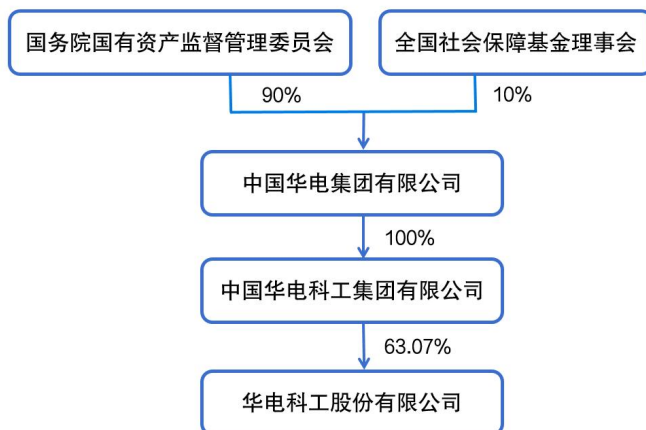 国务院国有资产监督管理委员会
全国社会保障基金理事会
90%
10%
中国华电集团有限公司
100%
中国华电科工集团有限公司
63.07%
华电科工股份有限公司